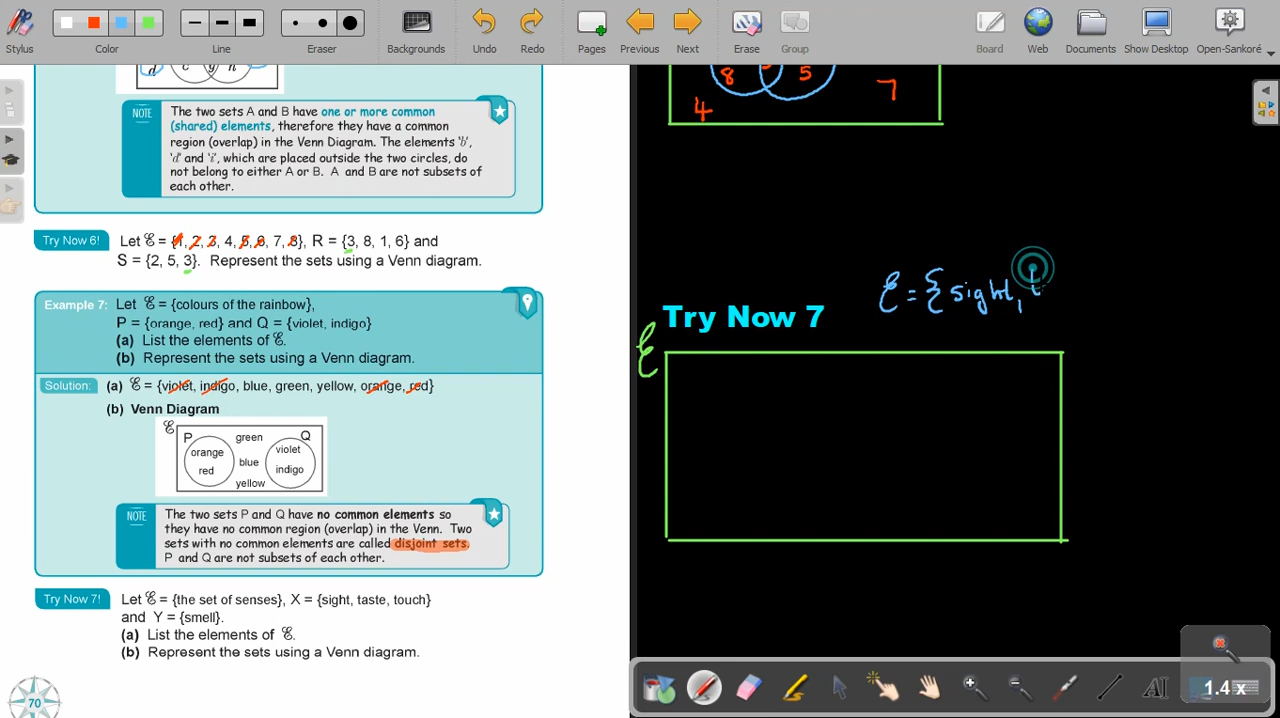 Stylus
Color
Line
Eraser
Backgrounds
Undo
Redo
Pages
Previous
Next
Erase
Group
Board
Web
Documents
Show Desktop
Open-Sankoré
d c y n
NOTE
The two sets A and B have one or more common
(shared) elements, therefore they have a common
region (overlap) in the Venn Diagram. The elements 'b',
'd' and 'i', which are placed outside the two circles, do
not belong to either A or B. A and B are not subsets of
each other.
Try Now 6! Let ℰ = {1, 2, 3, 4, 5, 6, 7, 8}, R = {3, 8, 1, 6} and
S = {2, 5, 3}. Represent the sets using a Venn diagram.
Example 7: Let ℰ = {colours of the rainbow},
P = {orange, red} and Q = {violet, indigo}
(a) List the elements of ℰ.
(b) Represent the sets using a Venn diagram.
Solution: (a) ℰ = {violet, indigo, blue, green, yellow, orange, red}
(b) Venn Diagram
ℰ
P green Q
orange violet
red blue indigo
yellow
NOTE
The two sets P and Q have no common elements so
they have no common region (overlap) in the Venn. Two
sets with no common elements are called disjoint sets.
P and Q are not subsets of each other.
Try Now 7! Let ℰ = {the set of senses}, X = {sight, taste, touch}
and Y = {smell}.
(a) List the elements of ℰ.
(b) Represent the sets using a Venn diagram.
70
8 5
4 7
ℰ = { sight, t
Try Now 7
ℰ
1.4 x